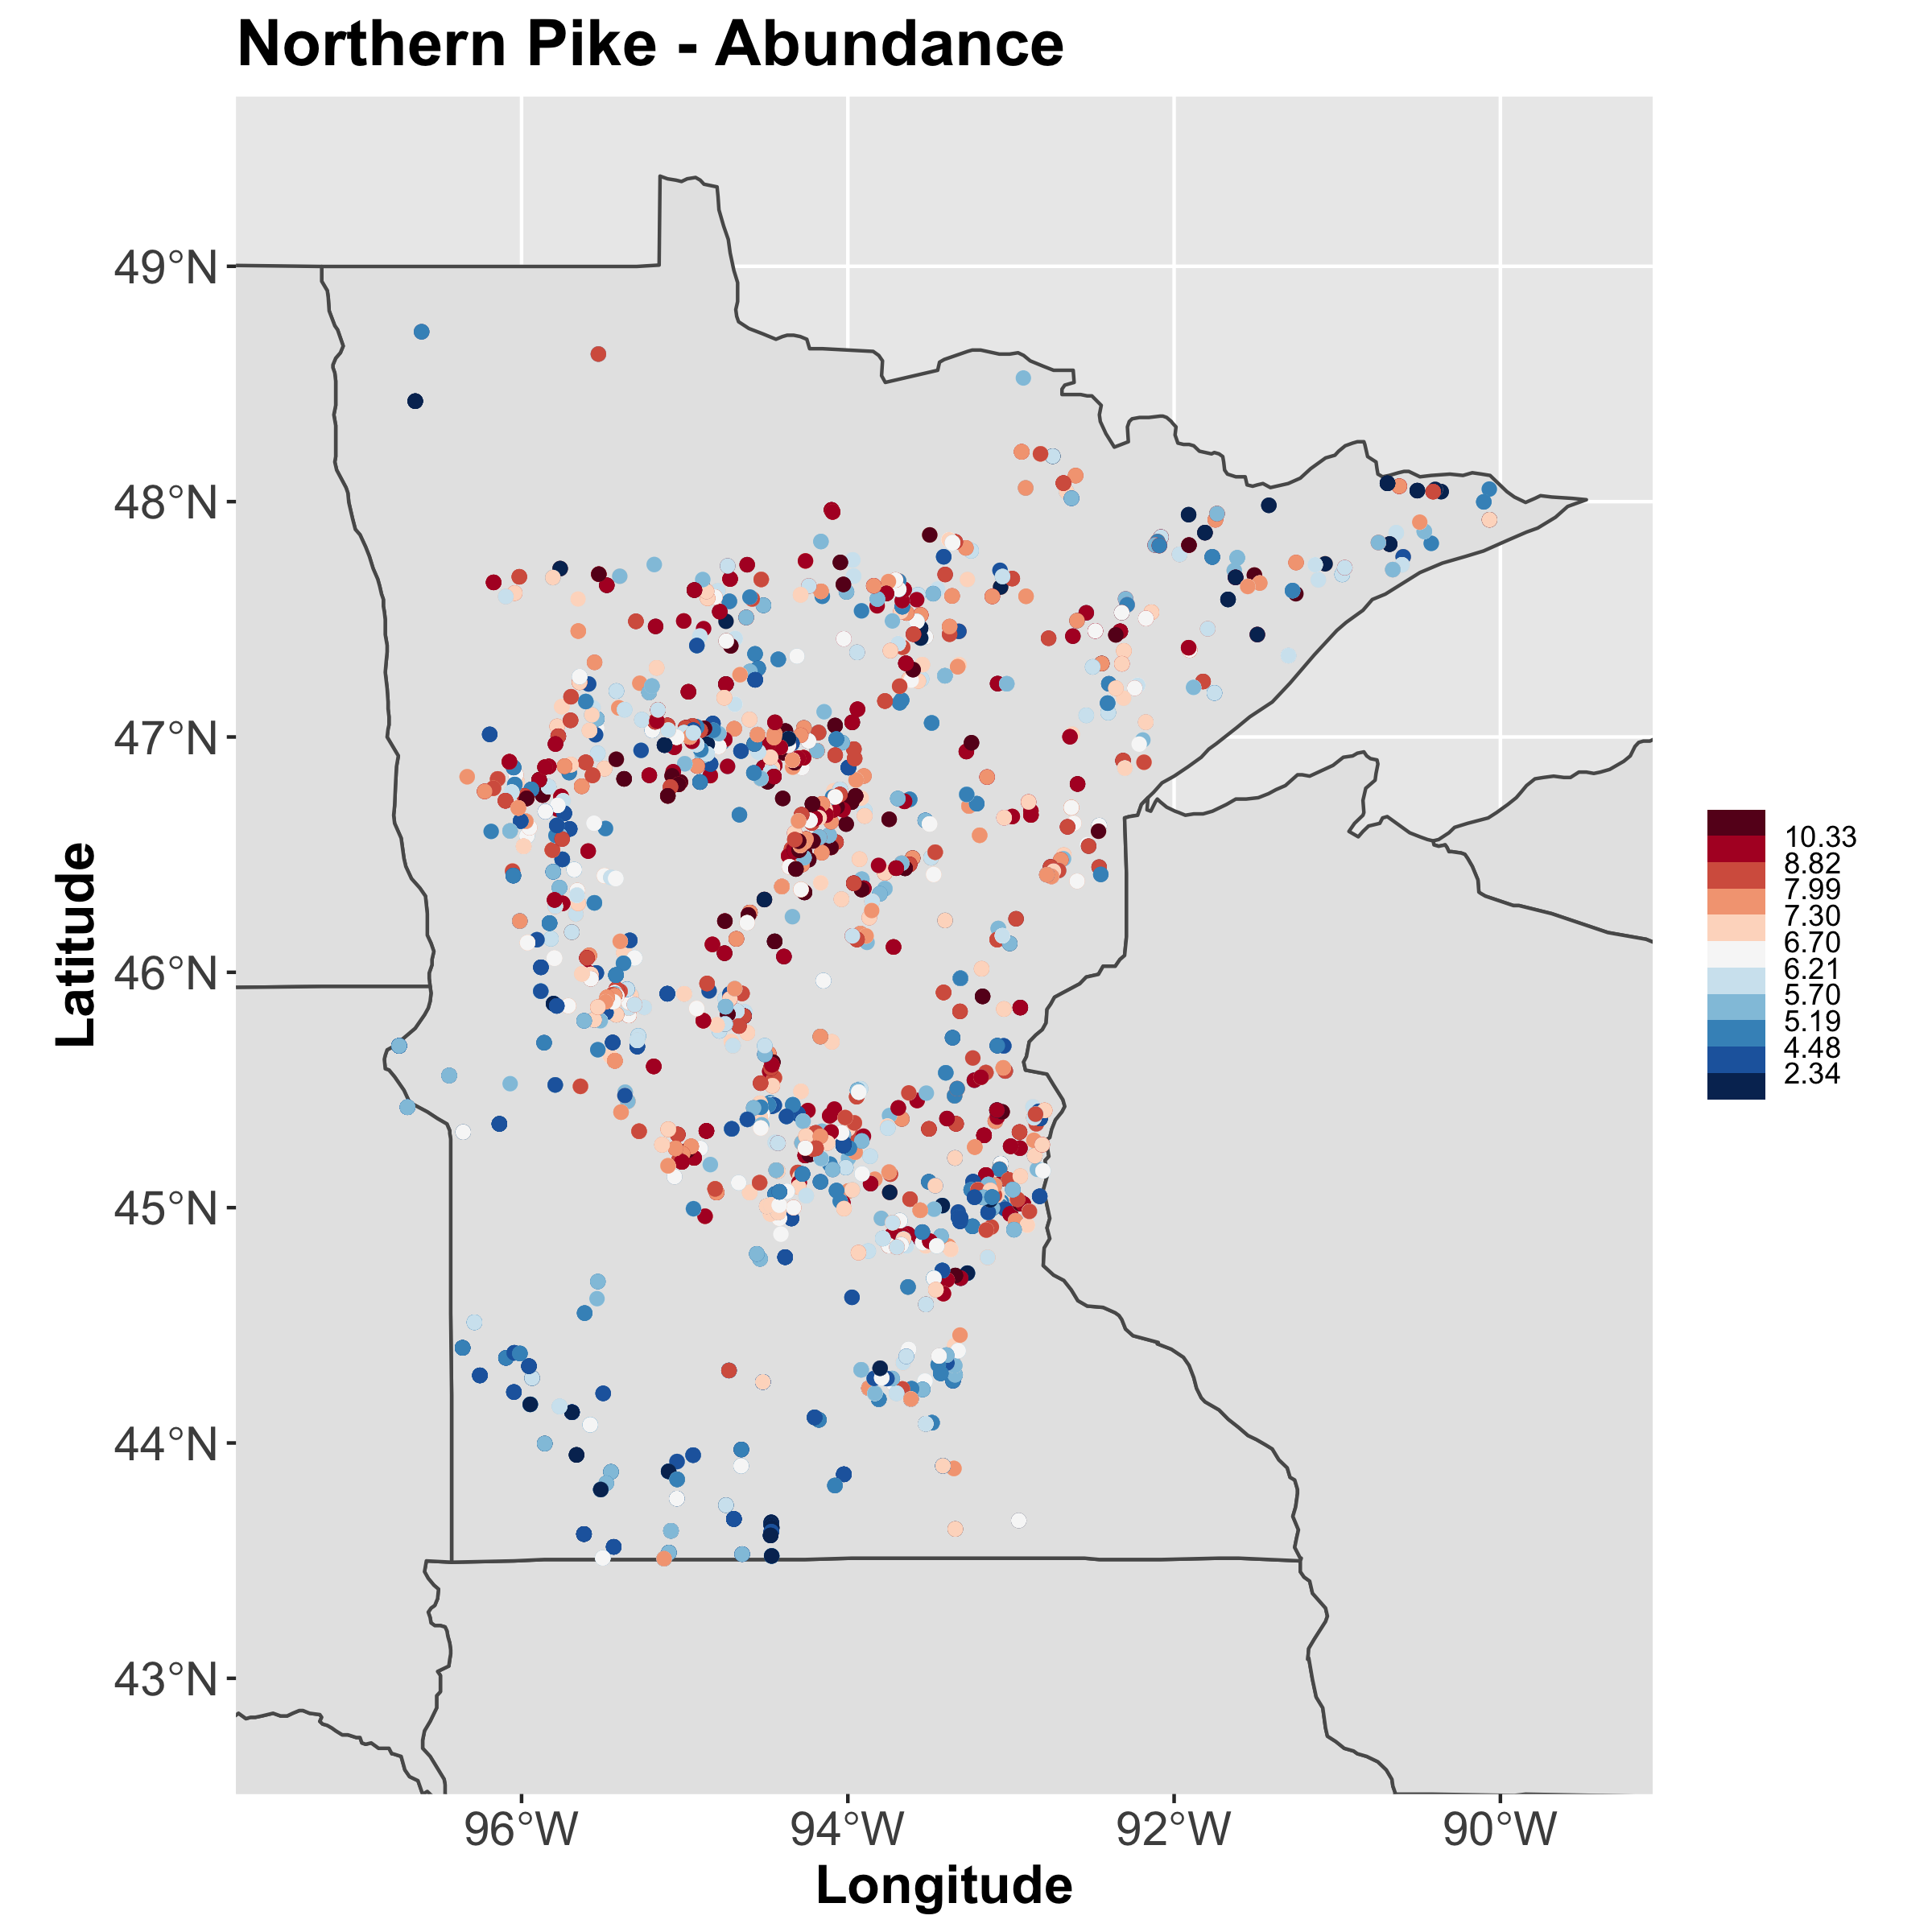 Northern Pike - Abundance
49°N
48°N
47°N
46°N
45°N
44°N
43°N
Latitude
96°W
94°W
92°W
90°W
Longitude
10.33
8.82
7.99
7.30
6.70
6.21
5.70
5.19
4.48
2.34